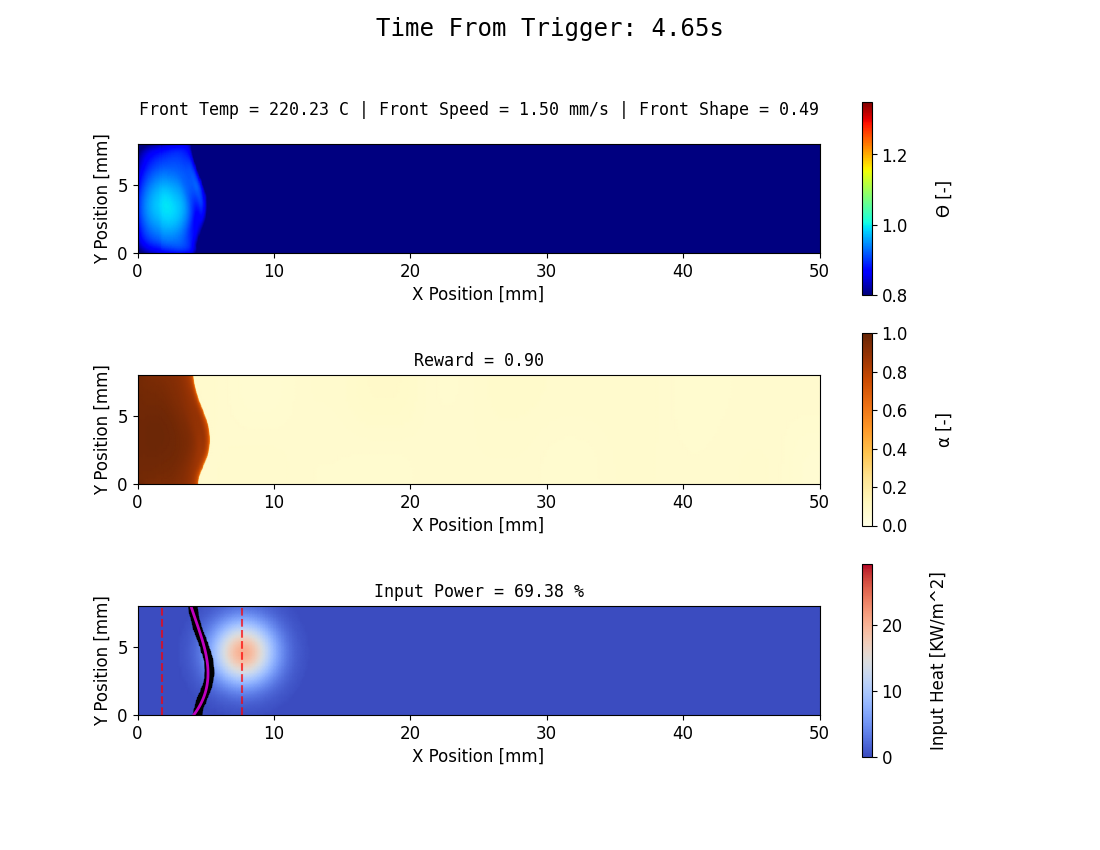 Time From Trigger: 4.65s
Front Temp = 220.23 C | Front Speed = 1.50 mm/s | Front Shape = 0.49
Y Position [mm]
5
0
0 10 20 30 40 50
X Position [mm]
1.2
1.0
0.8
Θ [-]
Reward = 0.90
Y Position [mm]
5
0
0 10 20 30 40 50
X Position [mm]
1.0
0.8
0.6
0.4
0.2
0.0
α [-]
Input Power = 69.38 %
Y Position [mm]
5
0
0 10 20 30 40 50
X Position [mm]
20
10
0
Input Heat [KW/m^2]